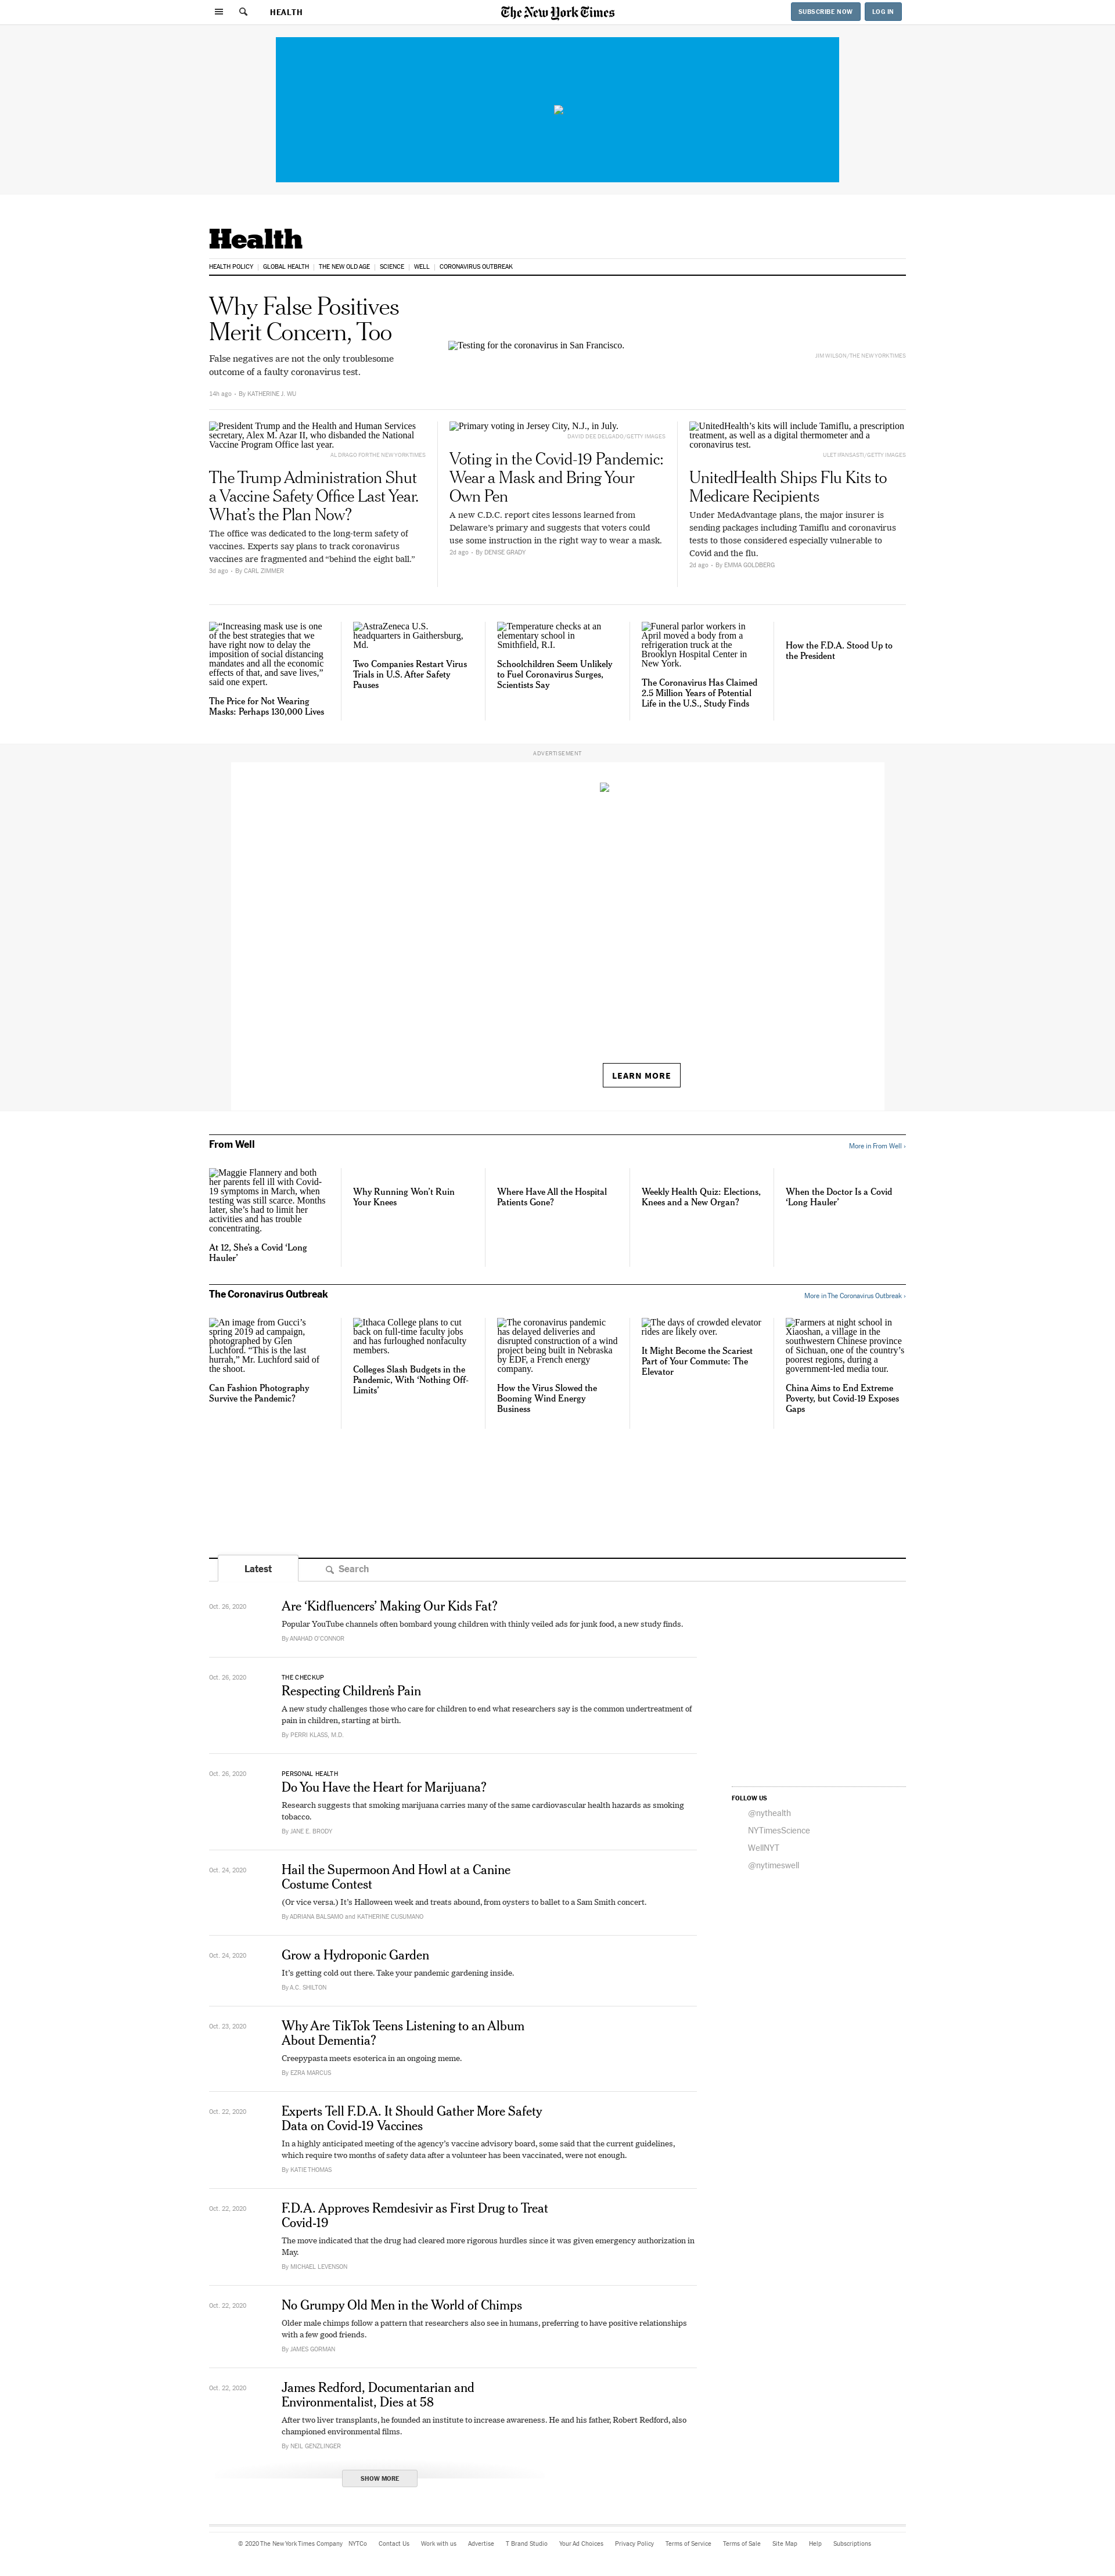 HEALTH
The New York Times
SUBSCRIBE NOW
LOG IN
Health
HEALTH POLICY | GLOBAL HEALTH | THE NEW OLD AGE | SCIENCE | WELL | CORONAVIRUS OUTBREAK
Why False Positives
Merit Concern, Too
False negatives are not the only troublesome
outcome of a faulty coronavirus test.
14h ago • By KATHERINE J. WU
Testing for the coronavirus in San Francisco.
JIM WILSON/THE NEW YORK TIMES
President Trump and the Health and Human Services
secretary, Alex M. Azar II, who disbanded the National
Vaccine Program Office last year.
AL DRAGO FOR THE NEW YORK TIMES
The Trump Administration Shut
a Vaccine Safety Office Last Year.
What’s the Plan Now?
The office was dedicated to the long-term safety of
vaccines. Experts say plans to track coronavirus
vaccines are fragmented and “behind the eight ball.”
3d ago • By CARL ZIMMER
Primary voting in Jersey City, N.J., in July.
DAVID DEE DELGADO/GETTY IMAGES
Voting in the Covid-19 Pandemic:
Wear a Mask and Bring Your
Own Pen
A new C.D.C. report cites lessons learned from
Delaware’s primary and suggests that voters could
use some instruction in the right way to wear a mask.
2d ago • By DENISE GRADY
UnitedHealth’s kits will include Tamiflu, a prescription
treatment, as well as a digital thermometer and a
coronavirus test.
ULET IFANSASTI/GETTY IMAGES
UnitedHealth Ships Flu Kits to
Medicare Recipients
Under MedAdvantage plans, the major insurer is
sending packages including Tamiflu and coronavirus
tests to those considered especially vulnerable to
Covid and the flu.
2d ago • By EMMA GOLDBERG
“Increasing mask use is one
of the best strategies that we
have right now to delay the
imposition of social distancing
mandates and all the economic
effects of that, and save lives,”
said one expert.
The Price for Not Wearing
Masks: Perhaps 130,000 Lives
AstraZeneca U.S.
headquarters in Gaithersburg,
Md.
Two Companies Restart Virus
Trials in U.S. After Safety
Pauses
Temperature checks at an
elementary school in
Smithfield, R.I.
Schoolchildren Seem Unlikely
to Fuel Coronavirus Surges,
Scientists Say
Funeral parlor workers in
April moved a body from a
refrigeration truck at the
Brooklyn Hospital Center in
New York.
The Coronavirus Has Claimed
2.5 Million Years of Potential
Life in the U.S., Study Finds
How the F.D.A. Stood Up to
the President
ADVERTISEMENT
LEARN MORE
From Well
More in From Well ›
Maggie Flannery and both
her parents fell ill with Covid-
19 symptoms in March, when
testing was still scarce. Months
later, she’s had to limit her
activities and has trouble
concentrating.
At 12, She’s a Covid ‘Long
Hauler’
Why Running Won’t Ruin
Your Knees
Where Have All the Hospital
Patients Gone?
Weekly Health Quiz: Elections,
Knees and a New Organ?
When the Doctor Is a Covid
‘Long Hauler’
The Coronavirus Outbreak
More in The Coronavirus Outbreak ›
An image from Gucci’s
spring 2019 ad campaign,
photographed by Glen
Luchford. “This is the last
hurrah,” Mr. Luchford said of
the shoot.
Can Fashion Photography
Survive the Pandemic?
Ithaca College plans to cut
back on full-time faculty jobs
and has furloughed nonfaculty
members.
Colleges Slash Budgets in the
Pandemic, With ‘Nothing Off-
Limits’
The coronavirus pandemic
has delayed deliveries and
disrupted construction of a wind
project being built in Nebraska
by EDF, a French energy
company.
How the Virus Slowed the
Booming Wind Energy
Business
The days of crowded elevator
rides are likely over.
It Might Become the Scariest
Part of Your Commute: The
Elevator
Farmers at night school in
Xiaoshan, a village in the
southwestern Chinese province
of Sichuan, one of the country’s
poorest regions, during a
government-led media tour.
China Aims to End Extreme
Poverty, but Covid-19 Exposes
Gaps
Latest
Search
Oct. 26, 2020
Are ‘Kidfluencers’ Making Our Kids Fat?
Popular YouTube channels often bombard young children with thinly veiled ads for junk food, a new study finds.
By ANAHAD O’CONNOR
Oct. 26, 2020
THE CHECKUP
Respecting Children’s Pain
A new study challenges those who care for children to end what researchers say is the common undertreatment of
pain in children, starting at birth.
By PERRI KLASS, M.D.
Oct. 26, 2020
PERSONAL HEALTH
Do You Have the Heart for Marijuana?
Research suggests that smoking marijuana carries many of the same cardiovascular health hazards as smoking
tobacco.
By JANE E. BRODY
Oct. 24, 2020
Hail the Supermoon And Howl at a Canine
Costume Contest
(Or vice versa.) It’s Halloween week and treats abound, from oysters to ballet to a Sam Smith concert.
By ADRIANA BALSAMO and KATHERINE CUSUMANO
Oct. 24, 2020
Grow a Hydroponic Garden
It’s getting cold out there. Take your pandemic gardening inside.
By A.C. SHILTON
Oct. 23, 2020
Why Are TikTok Teens Listening to an Album
About Dementia?
Creepypasta meets esoterica in an ongoing meme.
By EZRA MARCUS
Oct. 22, 2020
Experts Tell F.D.A. It Should Gather More Safety
Data on Covid-19 Vaccines
In a highly anticipated meeting of the agency’s vaccine advisory board, some said that the current guidelines,
which require two months of safety data after a volunteer has been vaccinated, were not enough.
By KATIE THOMAS
Oct. 22, 2020
F.D.A. Approves Remdesivir as First Drug to Treat
Covid-19
The move indicated that the drug had cleared more rigorous hurdles since it was given emergency authorization in
May.
By MICHAEL LEVENSON
Oct. 22, 2020
No Grumpy Old Men in the World of Chimps
Older male chimps follow a pattern that researchers also see in humans, preferring to have positive relationships
with a few good friends.
By JAMES GORMAN
Oct. 22, 2020
James Redford, Documentarian and
Environmentalist, Dies at 58
After two liver transplants, he founded an institute to increase awareness. He and his father, Robert Redford, also
championed environmental films.
By NEIL GENZLINGER
SHOW MORE
FOLLOW US
@nythealth
NYTimesScience
WellNYT
@nytimeswell
© 2020 The New York Times Company NYTCo Contact Us Work with us Advertise T Brand Studio Your Ad Choices Privacy Policy Terms of Service Terms of Sale Site Map Help Subscriptions